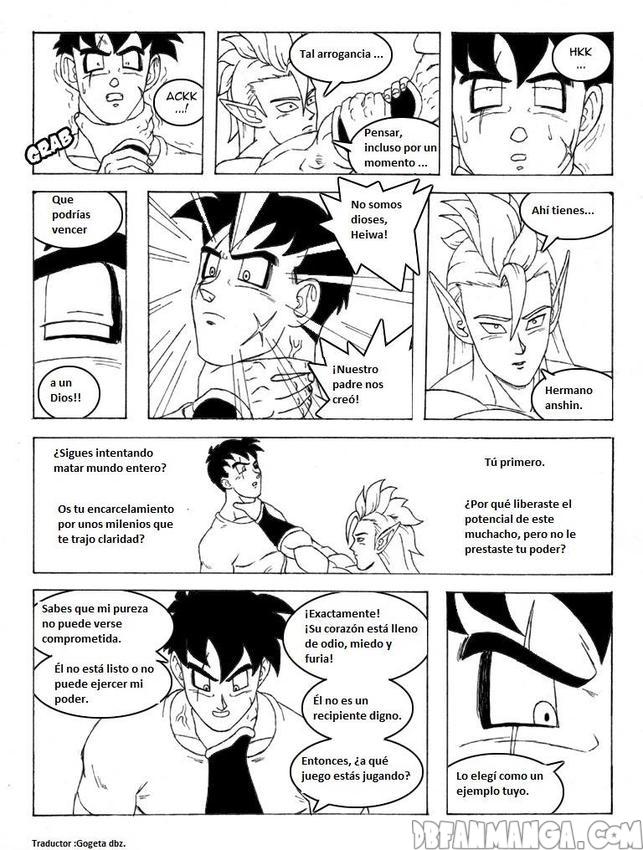 ACKK
....!
GRAB
Tal arrogancia ...
Pensar,
incluso por un
momento ...
HKK
...
Que
podrías
vencer
a un
Dios!!
No somos
dioses,
Heiwa!
¡Nuestro
padre nos
creó!
Ahí tienes...
Hermano
anshin.
¿Sigues intentando
matar mundo entero?
Os tu encarcelamiento
por unos milenios que
te trajo claridad?
Tú primero.
¿Por qué liberaste el
potencial de este
muchacho, pero no le
prestaste tu poder?
Sabes que mi pureza
no puede verse
comprometida.
Él no está listo o no
puede ejercer mi
poder.
¡Exactamente!
¡Su corazón está lleno
de odio, miedo y
furia!
Él no es un
recipiente digno.
Entonces, ¿a qué
juego estás jugando?
Lo elegí como un
ejemplo tuyo.
Traductor :Gogeta dbz.
DBFANMANGA.COM